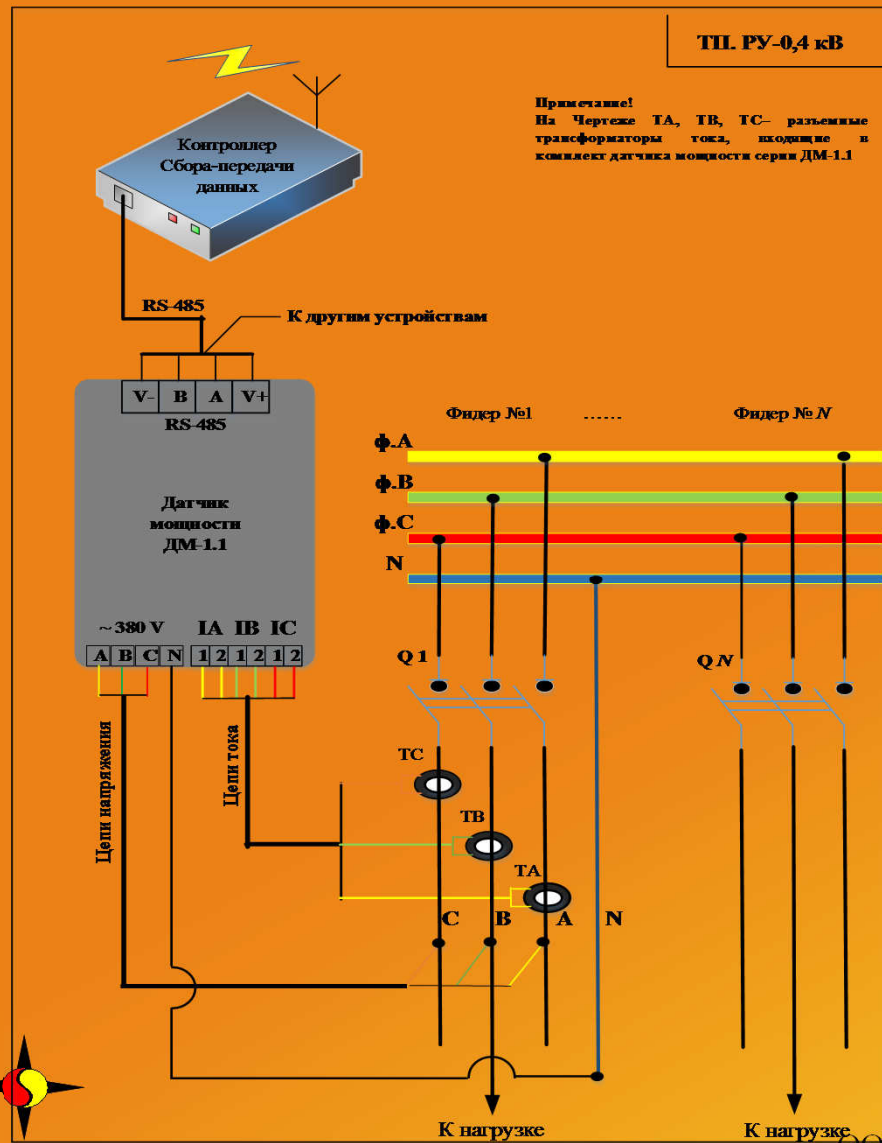 ТП. РУ-0,4 кВ
Примечание!
На Чертеже ТА, ТВ, ТС– разъемные
трансформаторы тока, входящие в
комплект датчика мощности серии ДМ-1.1
Контроллер
Сбора-передачи
данных
RS-485
К другим устройствам
V- B A V+
RS-485
Датчик
мощности
ДМ-1.1
~ 380 V IA IB IC
A B C N 1 2 1 2 1 2
Цепи напряжения
Цепи тока
Фидер №1 ...... Фидер № N
ф.А
ф.В
ф.С
N
Q 1 Q N
TC
TB
TA
C B A N
К нагрузке К нагрузке